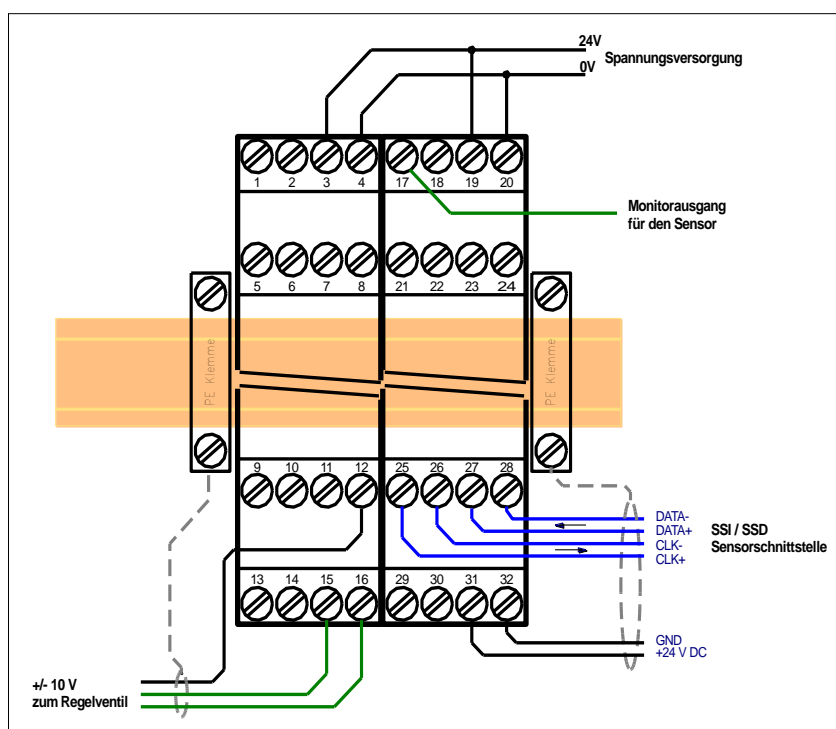 24V
0V
Spannungsversorgung
1 2 3 4 17 18 19 20
Monitorausgang
für den Sensor
5 6 7 8 21 22 23 24
PE Klemme
PE Klemme
9 10 11 12 25 26 27 28
DATA-
DATA+
CLK-
CLK+
SSI / SSD
Sensorschnittstelle
13 14 15 16 29 30 31 32
GND
+24 V DC
+/- 10 V
zum Regelventil